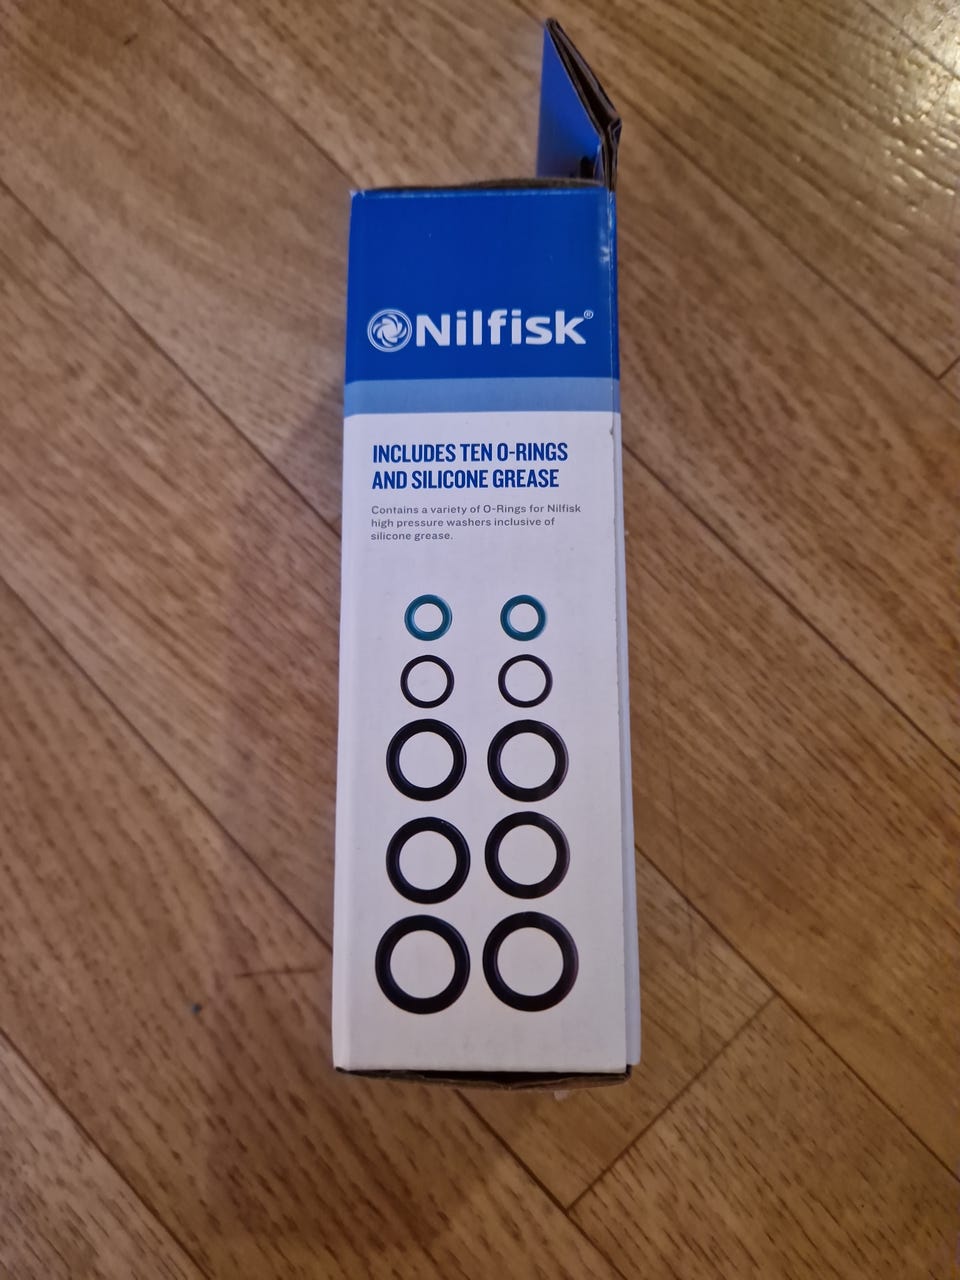 Nilfisk®
INCLUDES TEN O-RINGS
AND SILICONE GREASE
Contains a variety of O-Rings for Nilfisk
high pressure washers inclusive of
silicone grease.